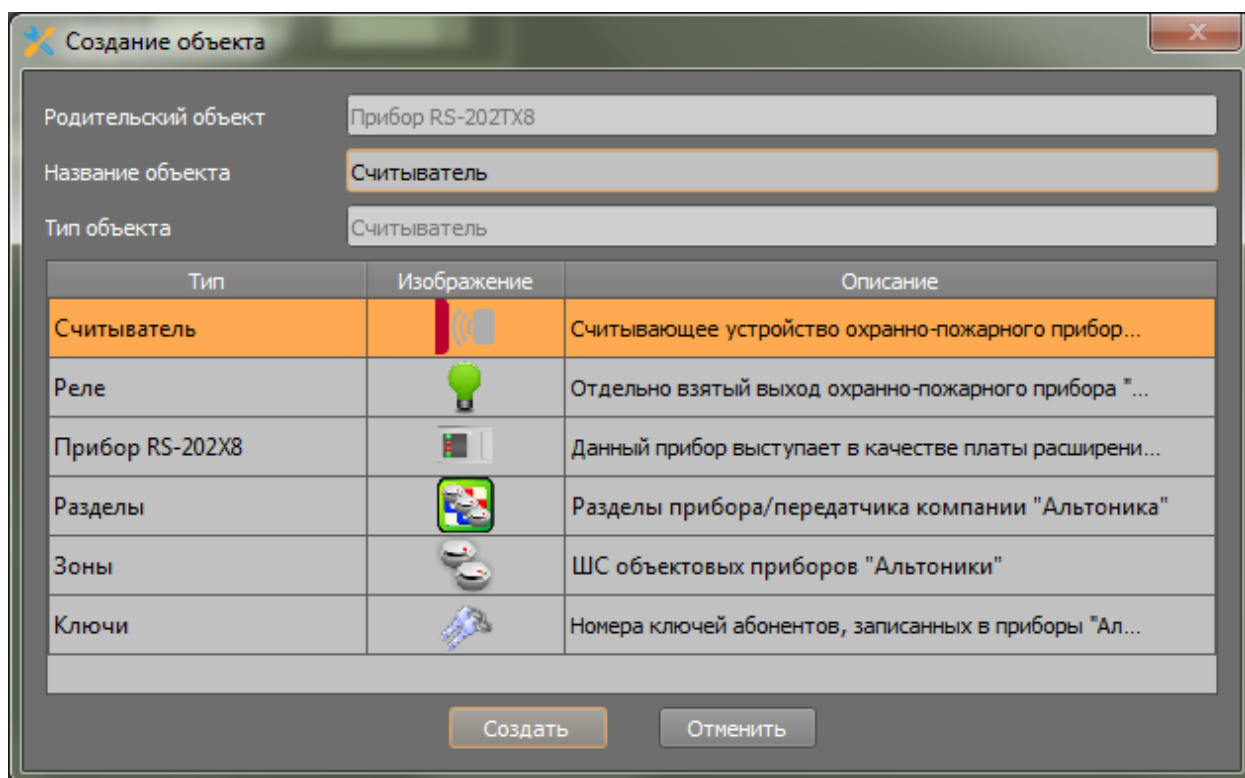 Создание объекта
Родительский объект Прибор RS-202TX8
Название объекта Считыватель
Тип объекта Считыватель
Тип Изображение Описание
Считыватель Считывающее устройство охранно-пожарного прибор...
Реле Отдельно взятый выход охранно-пожарного прибора "...
Прибор RS-202X8 Данный прибор выступает в качестве платы расширени...
Разделы Разделы прибора/передатчика компании "Альтоника"
Зоны ШС объектовых приборов "Альтоники"
Ключи Номера ключей абонентов, записанных в приборы "Ал...
Создать Отменить